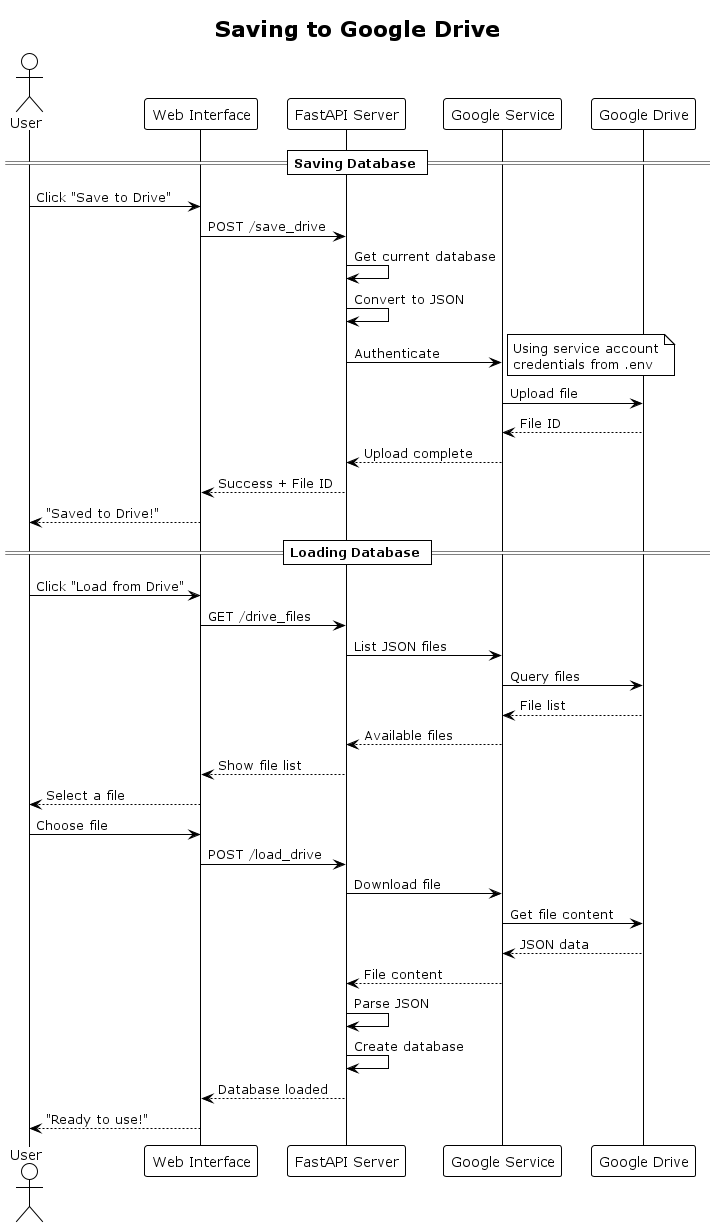 Saving to Google Drive
User
Web Interface
FastAPI Server
Google Service
Google Drive
Saving Database
Click "Save to Drive"
POST /save_drive
Get current database
Convert to JSON
Authenticate
Using service account
credentials from .env
Upload file
File ID
Upload complete
Success + File ID
"Saved to Drive!"
Loading Database
Click "Load from Drive"
GET /drive_files
List JSON files
Query files
File list
Available files
Show file list
Select a file
Choose file
POST /load_drive
Download file
Get file content
JSON data
File content
Parse JSON
Create database
Database loaded
"Ready to use!"
User
Web Interface
FastAPI Server
Google Service
Google Drive